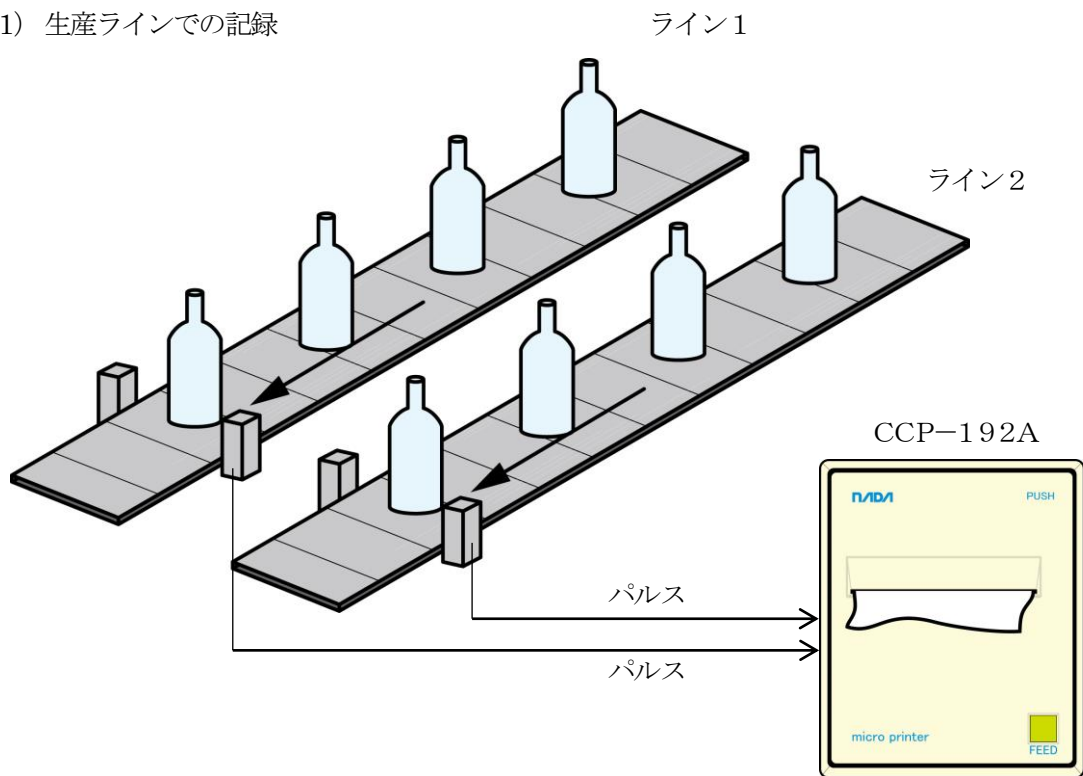 1) 生産ラインでの記録
ライン１
ライン２
CCP−１９２A
NADA
PUSH
パルス
パルス
micro printer
FEED